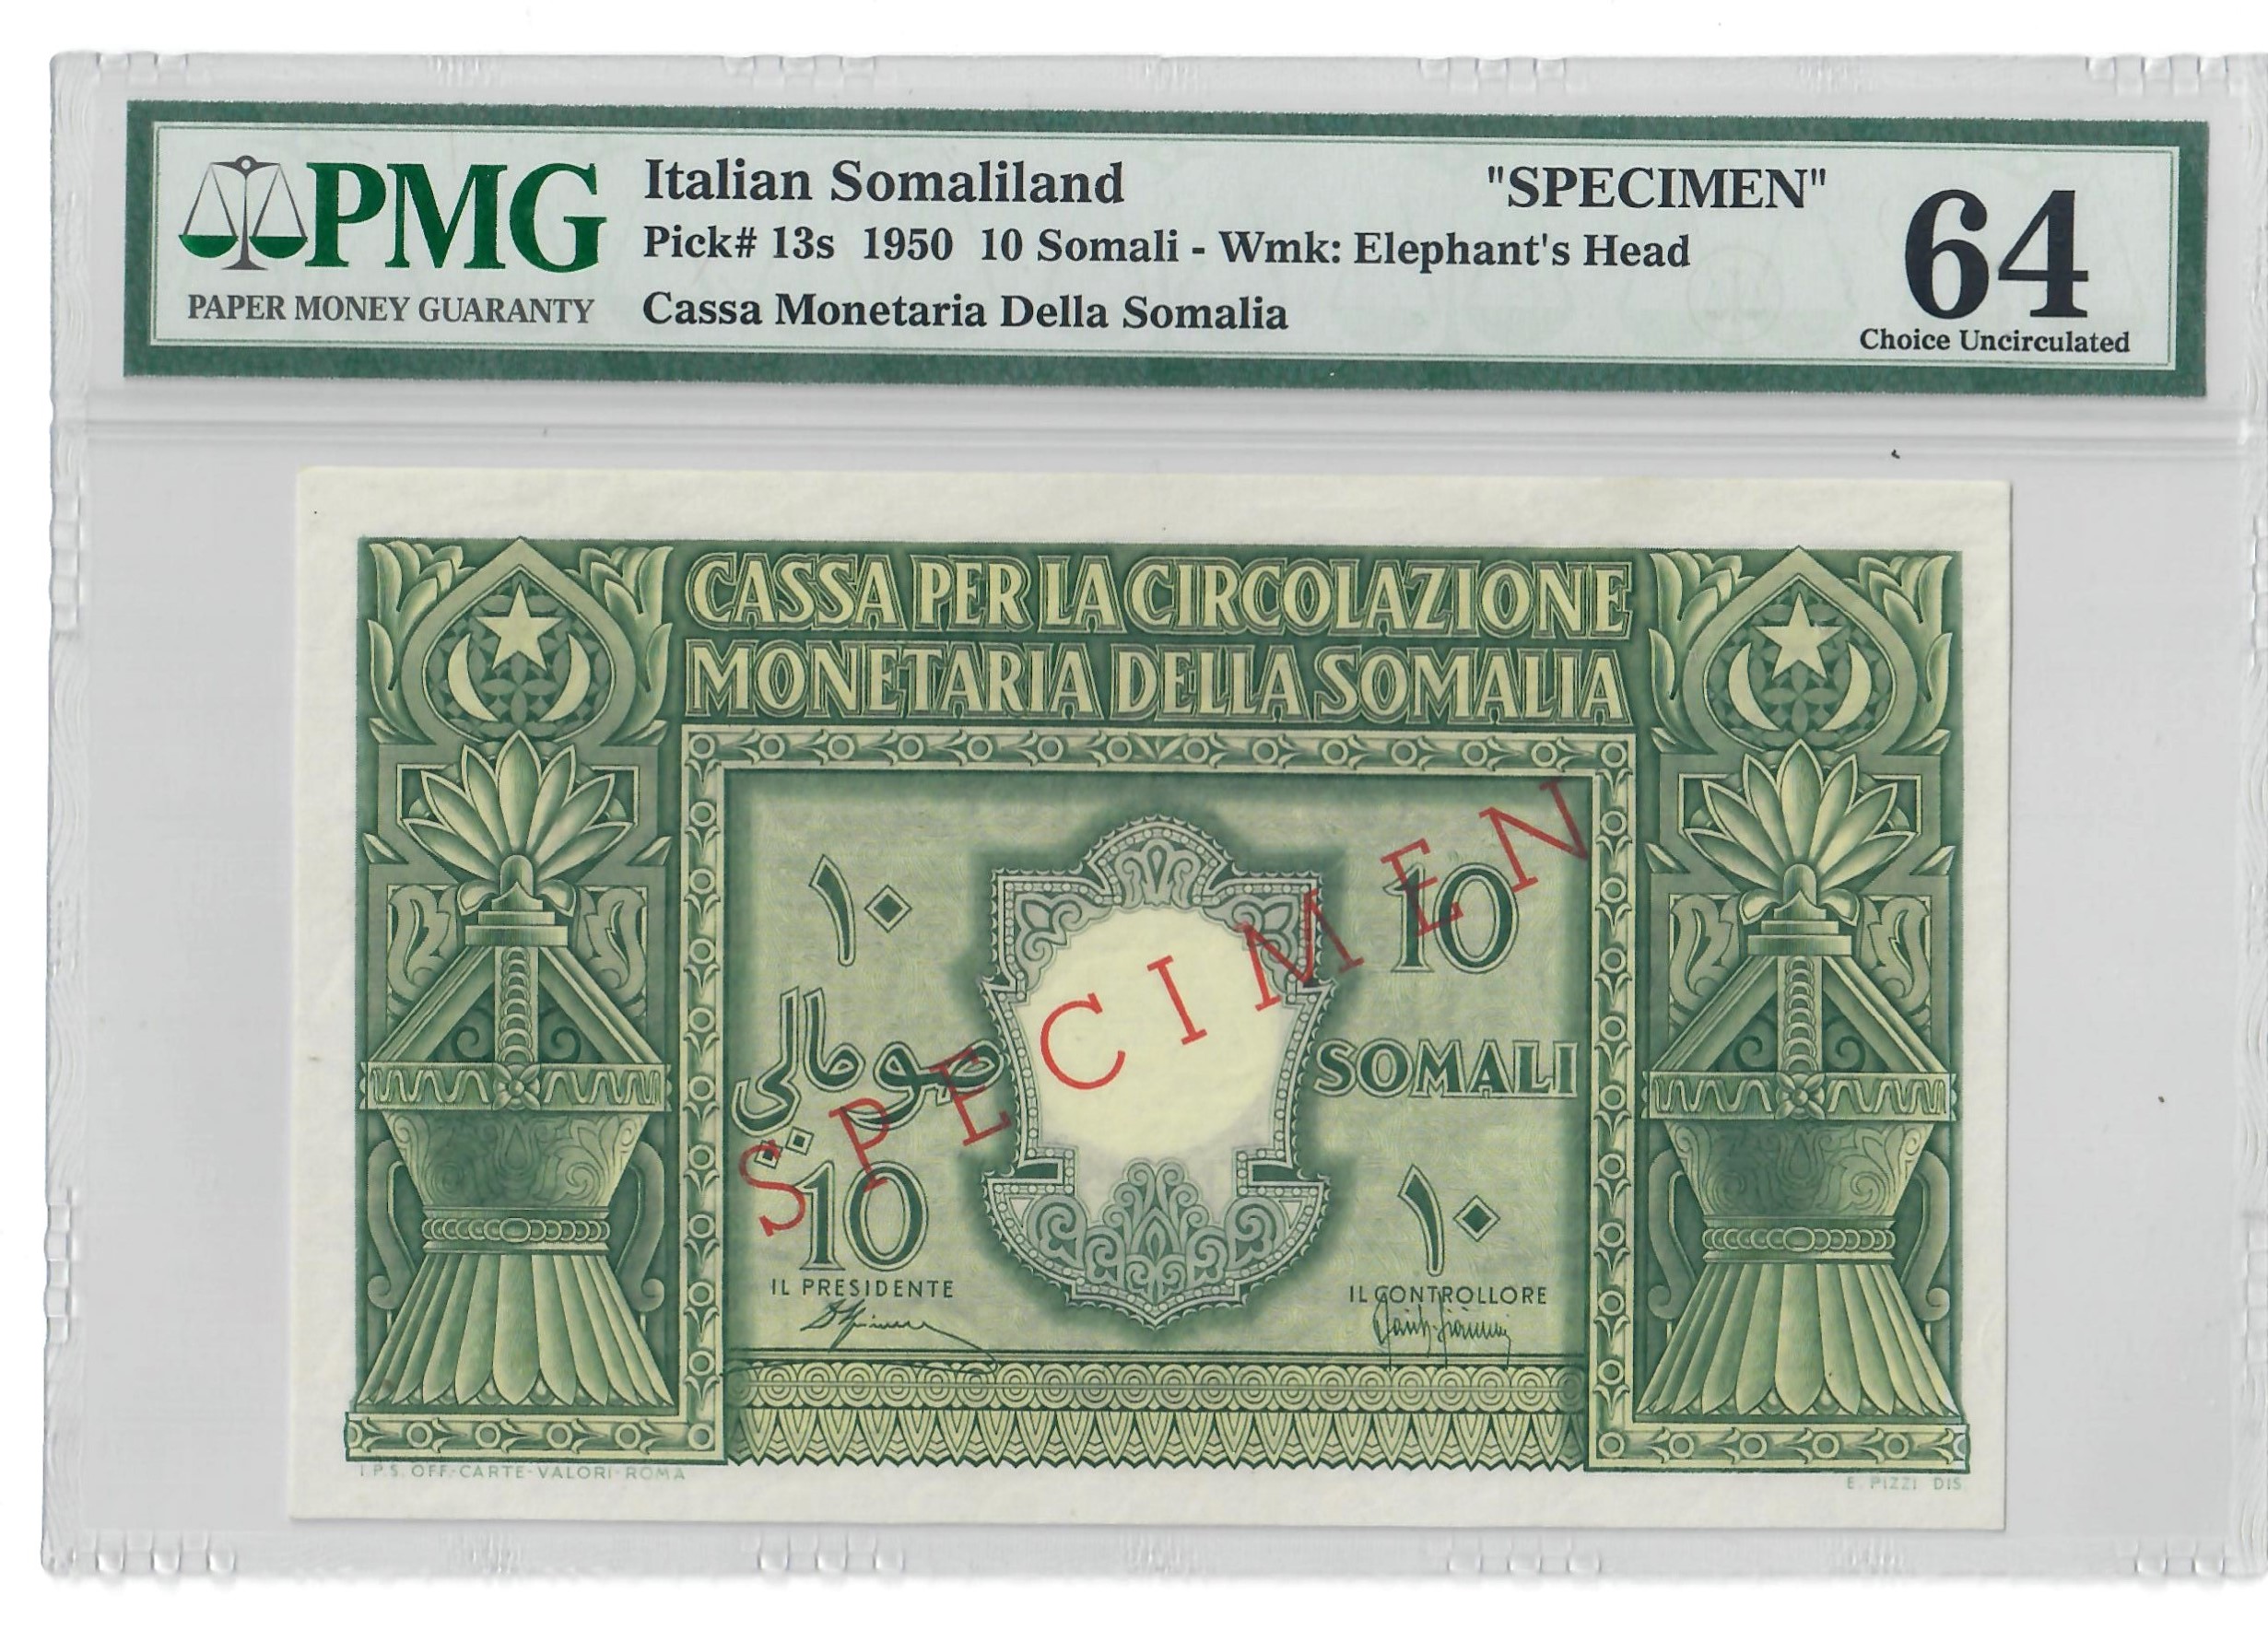 PMG
PAPER MONEY GUARANTY
Italian Somaliland "SPECIMEN"
Pick# 13s 1950 10 Somali - Wmk: Elephant's Head
Cassa Monetaria Della Somalia
64
Choice Uncirculated
CASSA PER LA CIRCOLAZIONE
MONETARIA DELLA SOMALIA
١٠ 10
صومالي SOMALI
10 ١٠
SPECIMEN
IL PRESIDENTE IL CONTROLLORE
I.P.S. OFF. CARTE-VALORI-ROMA E. PIZZI DIS.